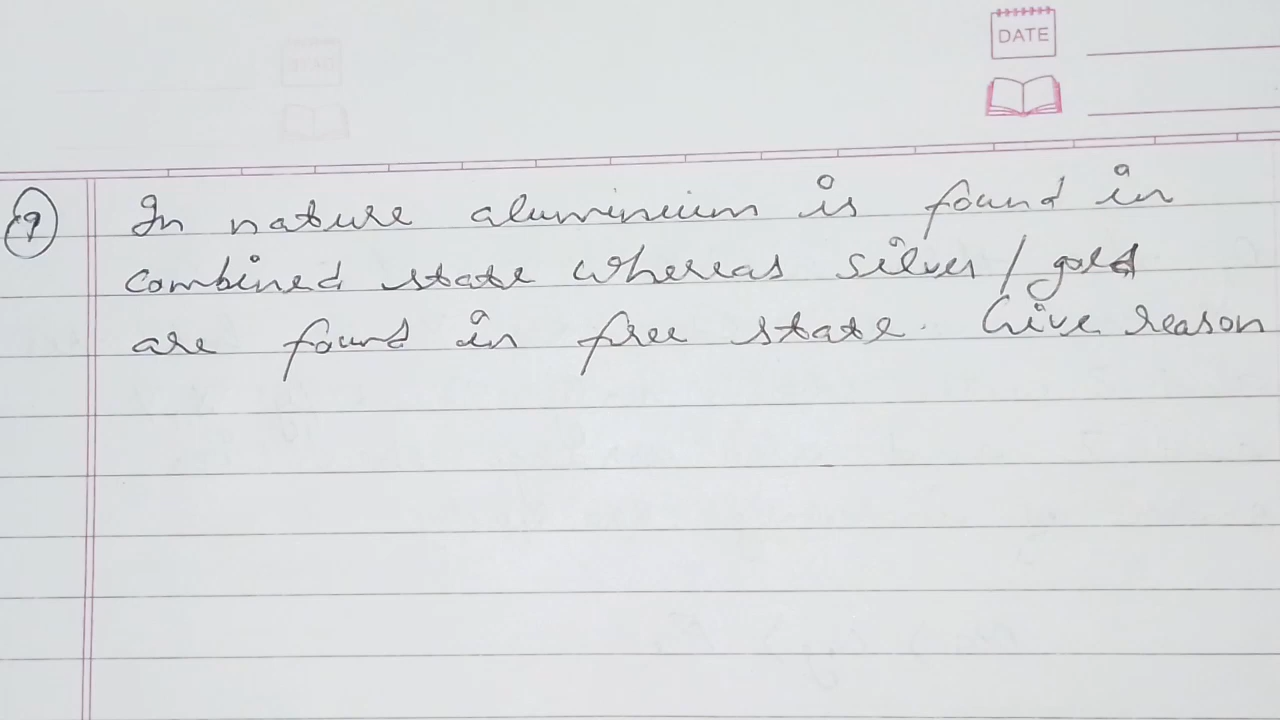 DATE
(9) In nature aluminium is found in
combined state whereas silver / gold
are found in free state. Give reason